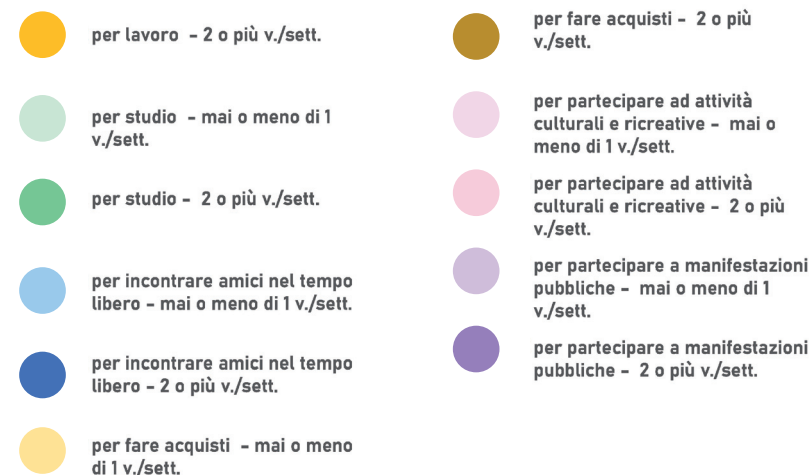 per lavoro - 2 o più v./sett.
per studio - mai o meno di 1
v./sett.
per studio - 2 o più v./sett.
per incontrare amici nel tempo
libero - mai o meno di 1 v./sett.
per incontrare amici nel tempo
libero - 2 o più v./sett.
per fare acquisti - mai o meno
di 1 v./sett.
per fare acquisti - 2 o più
v./sett.
per partecipare ad attività
culturali e ricreative - mai o
meno di 1 v./sett.
per partecipare ad attività
culturali e ricreative - 2 o più
v./sett.
per partecipare a manifestazioni
pubbliche - mai o meno di 1
v./sett.
per partecipare a manifestazioni
pubbliche - 2 o più v./sett.